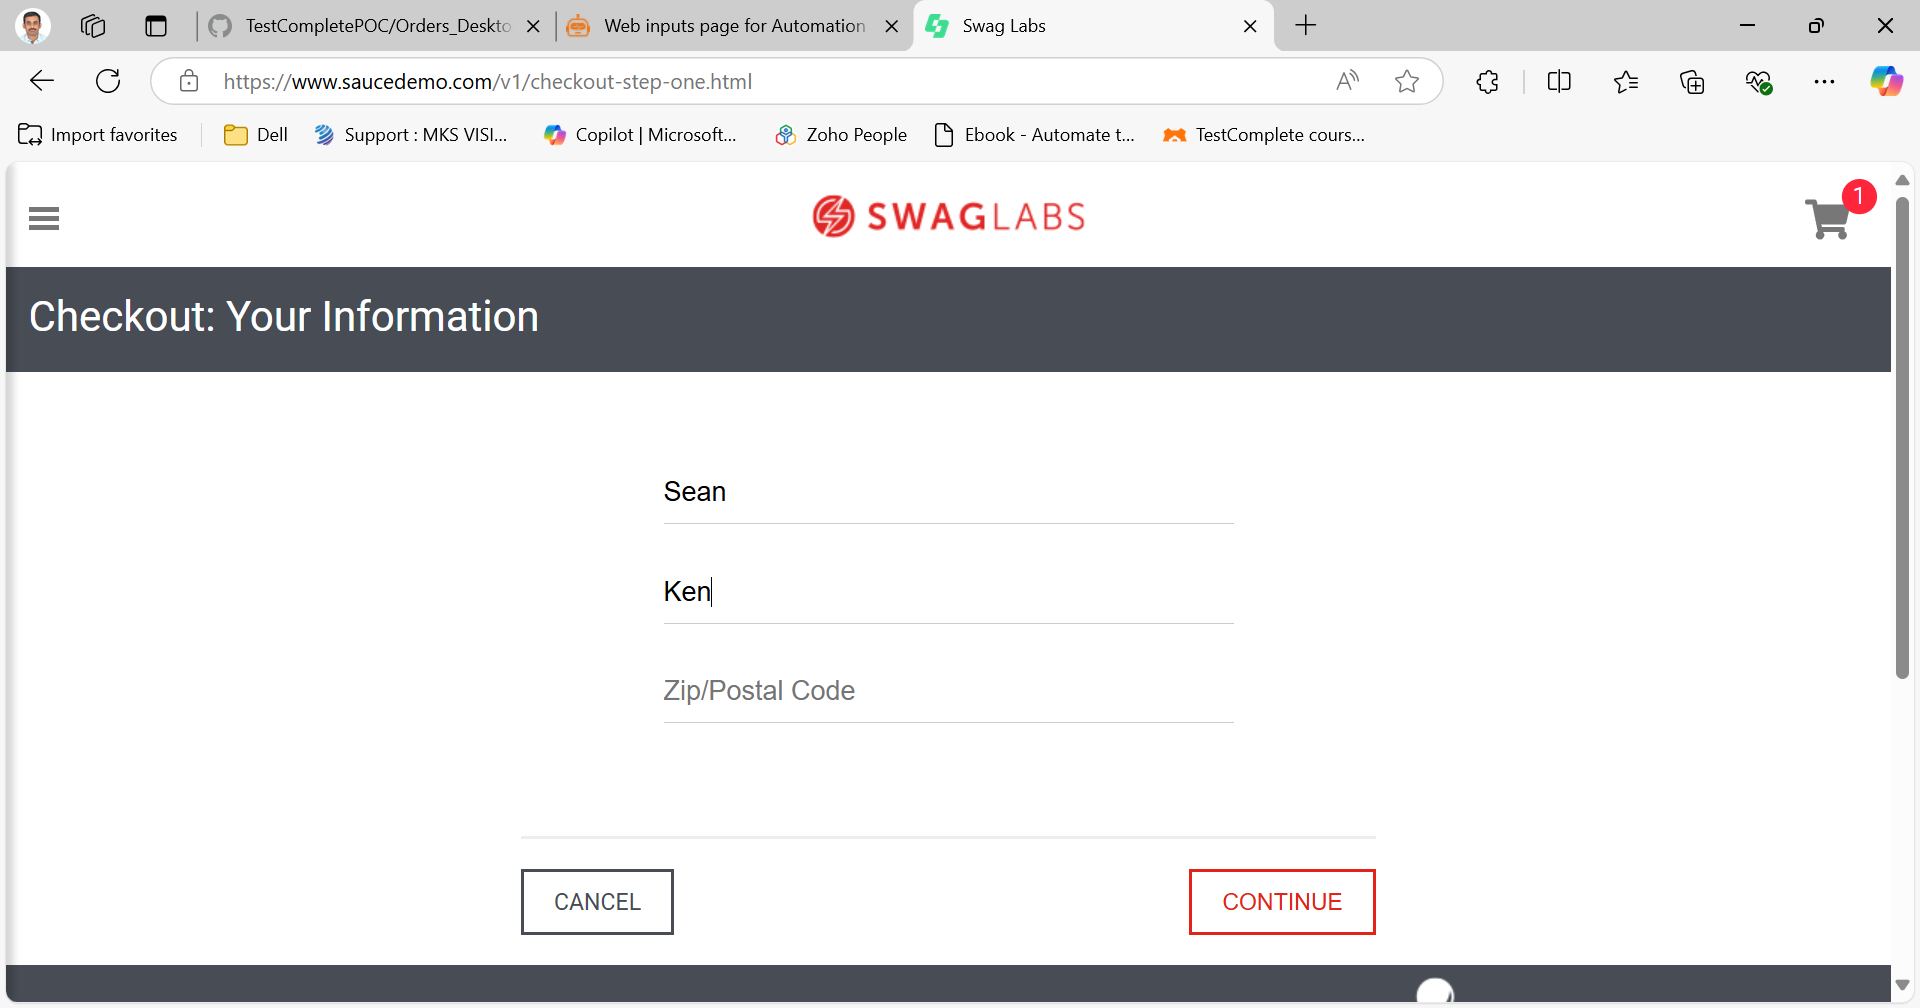 TestCompletePOC/Orders_Deskto
Web inputs page for Automation
Swag Labs
https://www.saucedemo.com/v1/checkout-step-one.html
Import favorites
Dell
Support : MKS VISI...
Copilot | Microsoft...
Zoho People
Ebook - Automate t...
TestComplete cours...
SWAGLABS
1
Checkout: Your Information
Sean
Ken
Zip/Postal Code
CANCEL
CONTINUE